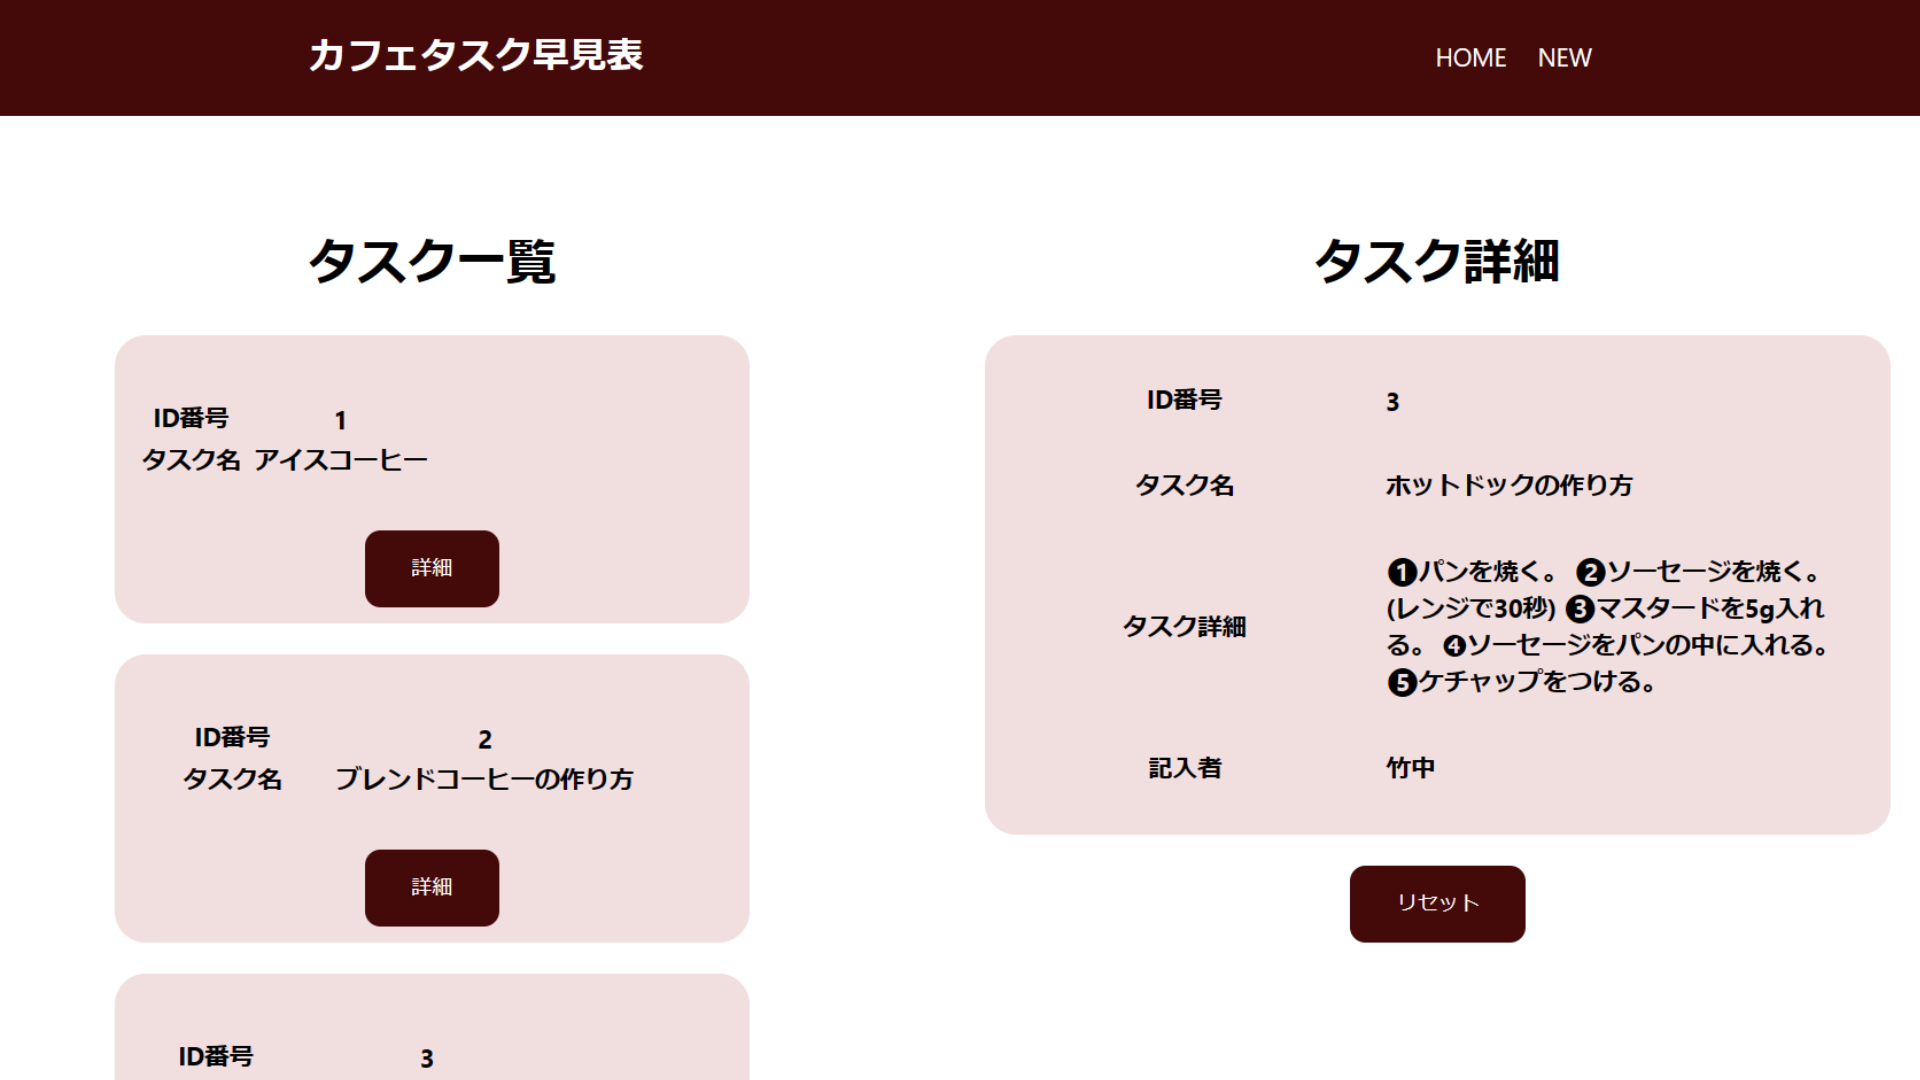 カフェタスク早見表
HOME NEW
タスク一覧
ID番号 1
タスク名 アイスコーヒー
詳細
ID番号 2
タスク名 ブレンドコーヒーの作り方
詳細
ID番号 3
タスク詳細
ID番号 3
タスク名 ホットドックの作り方
タスク詳細 ❶パンを焼く。 ❷ソーセージを焼く。
(レンジで30秒) ❸マスタードを5g入れ
る。 ❹ソーセージをパンの中に入れる。
❺ケチャップをつける。
記入者 竹中
リセット